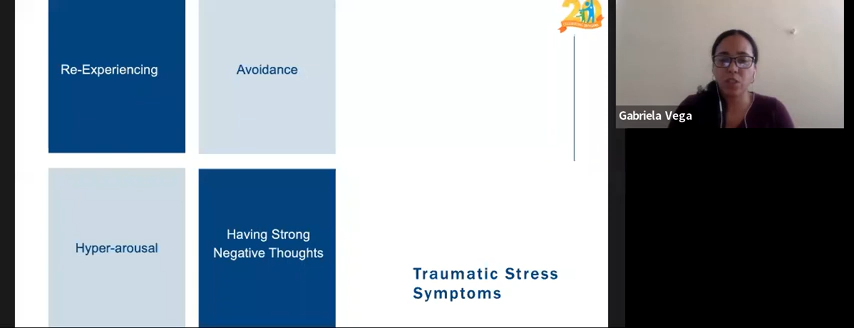 Re-Experiencing
Avoidance
Gabriela Vega
Hyper-arousal
Having Strong
Negative Thoughts
Traumatic Stress
Symptoms